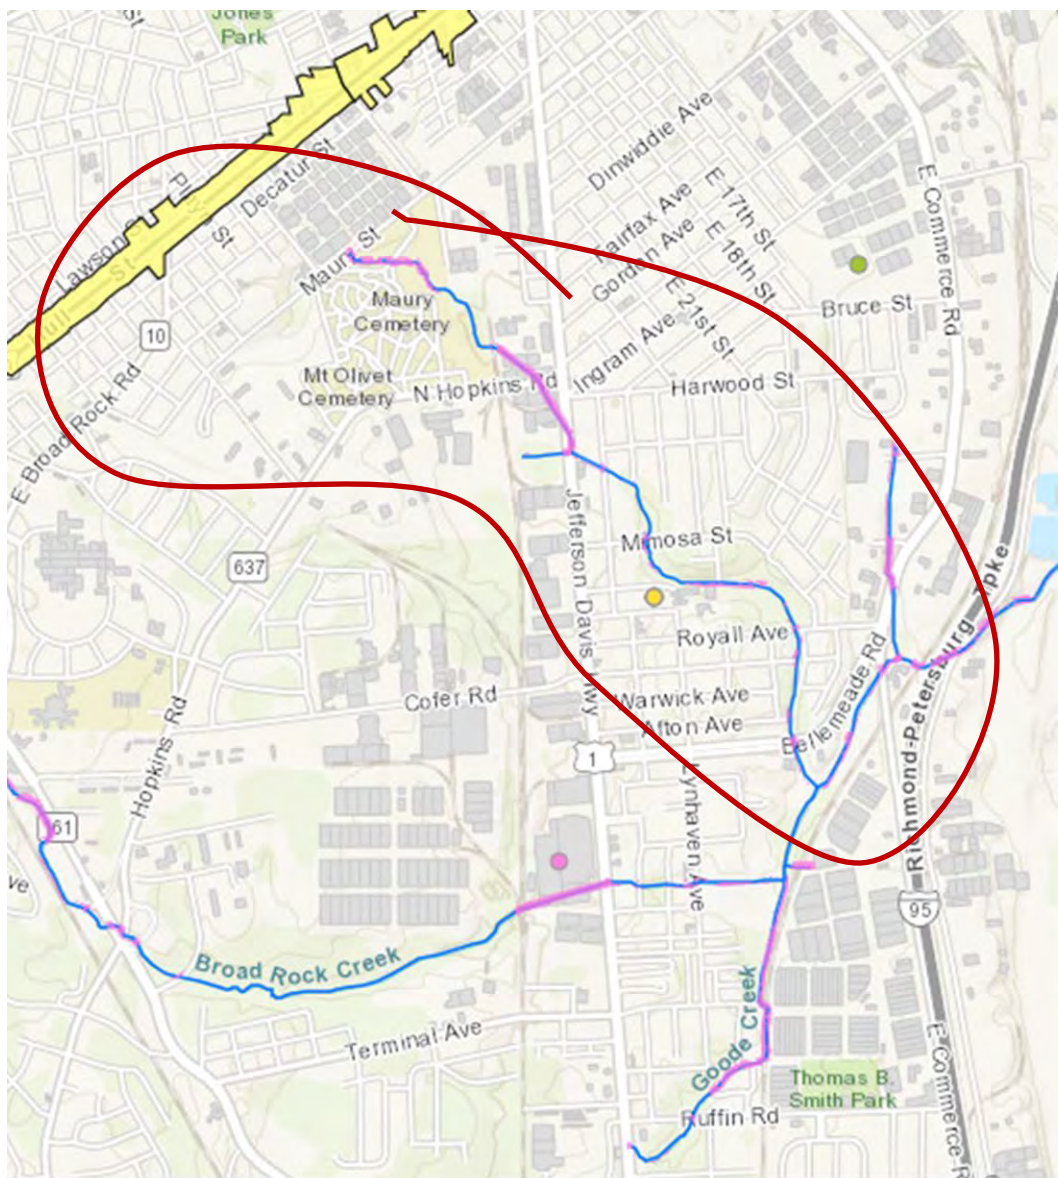 Jones
Park
Dinwiddie Ave
Decatur St
E Commerce Rd
E 17th St
Fairfax Ave
St
Lawson
St
Gordon Ave
E 18th St
Maury St
E 21st St
Bruce St
Maury
Cemetery
10
Ingram Ave
Mt Olivet
Cemetery
N Hopkins Rd
Harwood St
E Broad Rock Rd
Jefferson Davis Hwy
Mimosa St
637
Royall Ave
Bellemeade Rd
Richmond-Petersburg Tpke
Cofer Rd
Warwick Ave
Afton Ave
Hopkins Rd
1
Lynhaven Ave
161
95
Broad Rock Creek
Goode Creek
Terminal Ave
E Commerce R
Thomas B.
Smith Park
Ruffin Rd